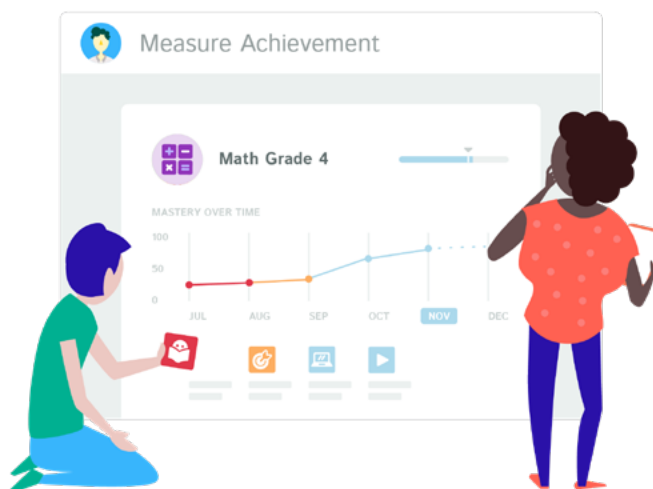 Measure Achievement
Math Grade 4
MASTERY OVER TIME
100
50
0
JUL AUG SEP OCT NOV DEC